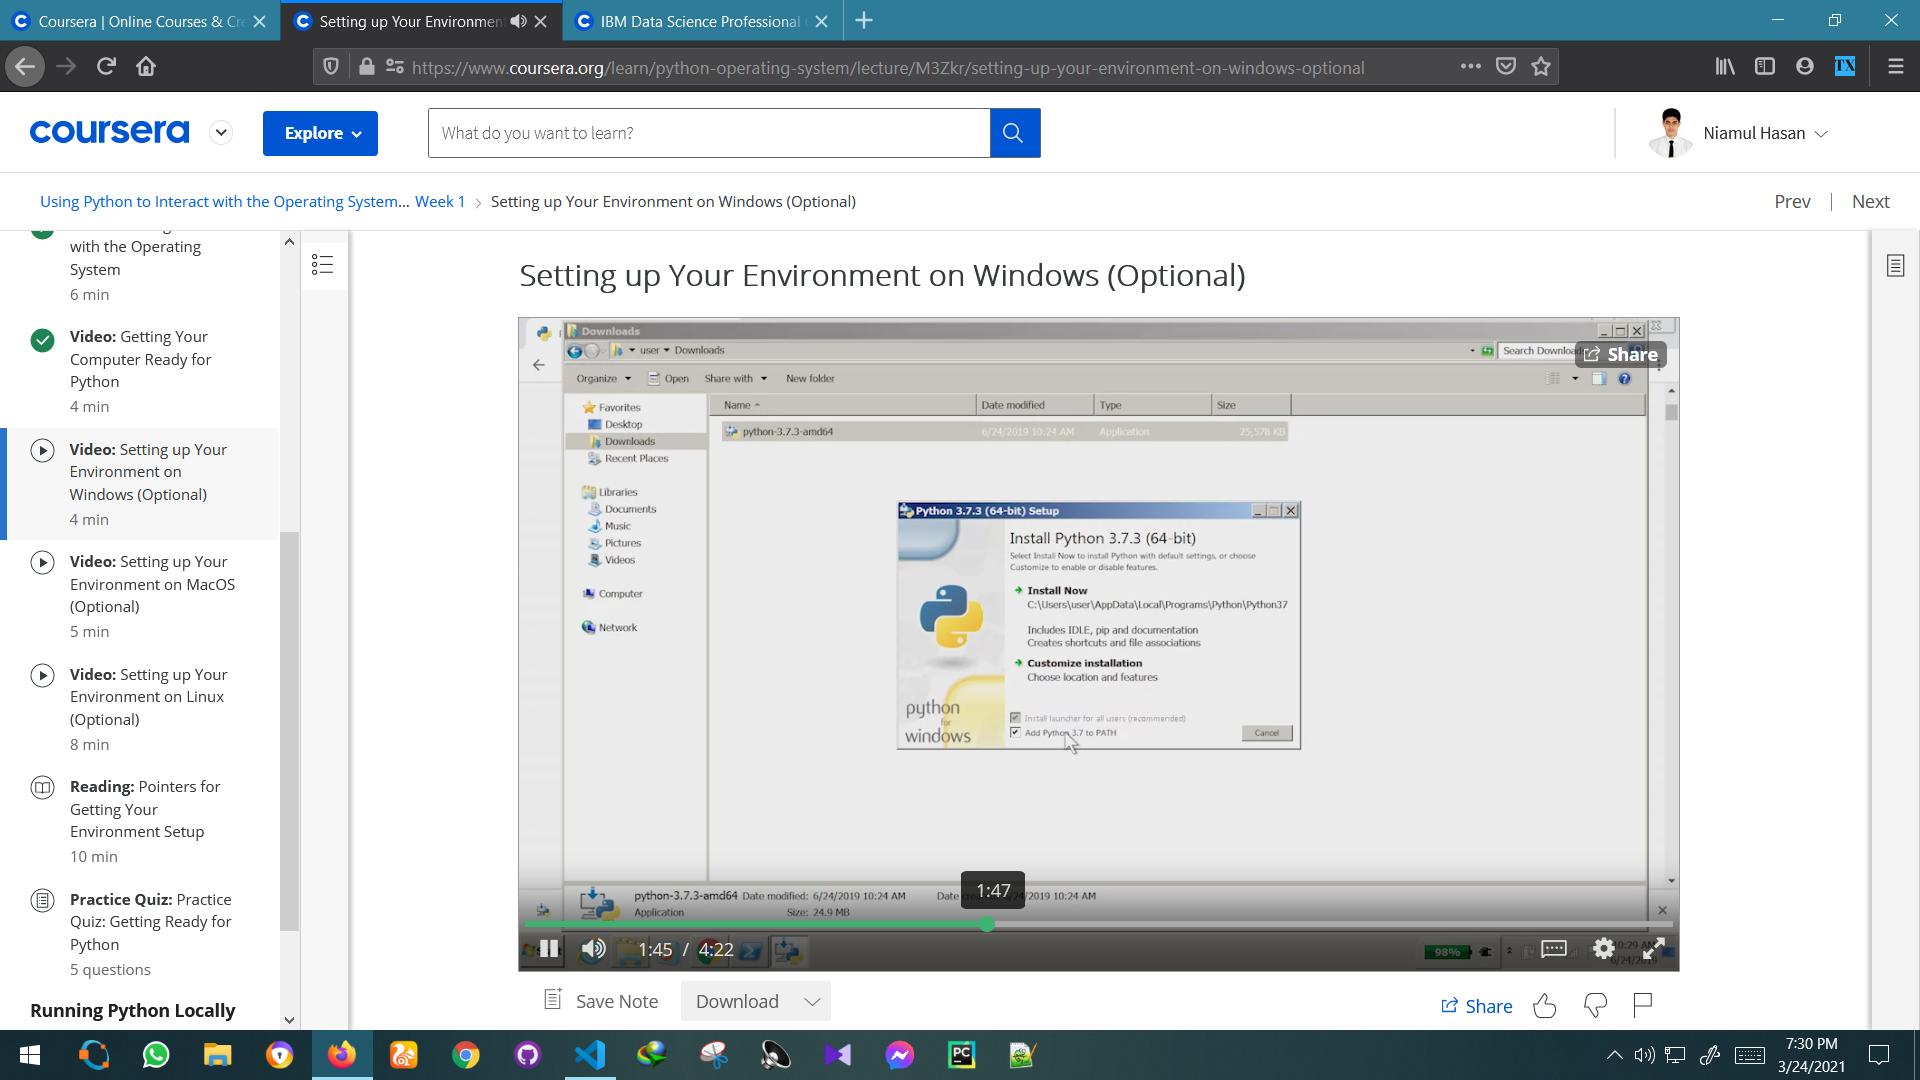 Coursera | Online Courses & Cre
Setting up Your Environment
IBM Data Science Professional
https://www.coursera.org/learn/python-operating-system/lecture/M3Zkr/setting-up-your-environment-on-windows-optional
coursera
Explore
What do you want to learn?
Niamul Hasan
Using Python to Interact with the Operating System... Week 1 > Setting up Your Environment on Windows (Optional)
Prev | Next
with the Operating
System
6 min
Video: Getting Your
Computer Ready for
Python
4 min
Video: Setting up Your
Environment on
Windows (Optional)
4 min
Video: Setting up Your
Environment on MacOS
(Optional)
5 min
Video: Setting up Your
Environment on Linux
(Optional)
8 min
Reading: Pointers for
Getting Your
Environment Setup
10 min
Practice Quiz: Practice
Quiz: Getting Ready for
Python
5 questions
Running Python Locally
Setting up Your Environment on Windows (Optional)
Downloads
user Downloads
Search Download
Share
Organize Open Share with New folder
Favorites
Desktop
Downloads
Recent Places
Libraries
Documents
Music
Pictures
Videos
Computer
Network
Name Date modified Type Size
python-3.7.3-amd64 6/24/2019 10:24 AM Application 25,578 KB
Python 3.7.3 (64-bit) Setup
Install Python 3.7.3 (64-bit)
Select Install Now to install Python with default settings, or choose
Customize to enable or disable features.
Install Now
C:\Users\user\AppData\Local\Programs\Python\Python37
Includes IDLE, pip and documentation
Creates shortcuts and file associations
Customize installation
Choose location and features
Install launcher for all users (recommended)
Add Python 3.7 to PATH
Cancel
python
for
windows
python-3.7.3-amd64 Date modified: 6/24/2019 10:24 AM Date 6/24/2019 10:24 AM
Application Size: 24.9 MB
1:47
1:45 / 4:22
98%
10:29 AM
6/24/2019
Save Note
Download
Share
TX
PC
7:30 PM
3/24/2021